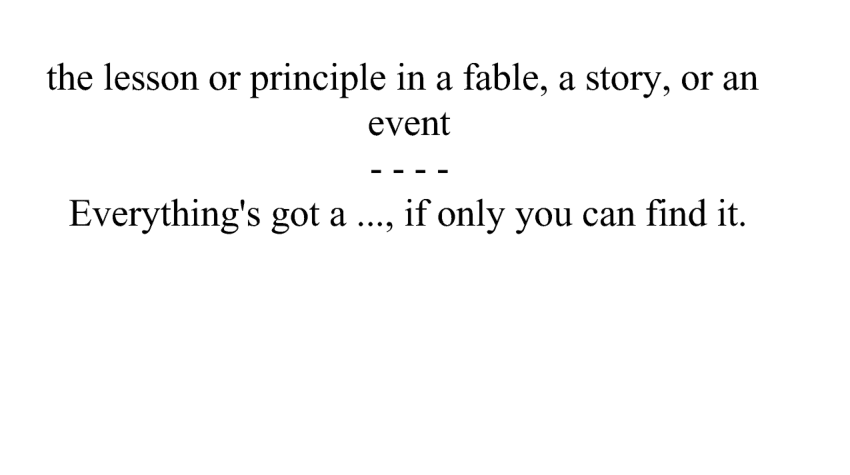 the lesson or principle in a fable, a story, or an
event
- - - -
Everything's got a ..., if only you can find it.